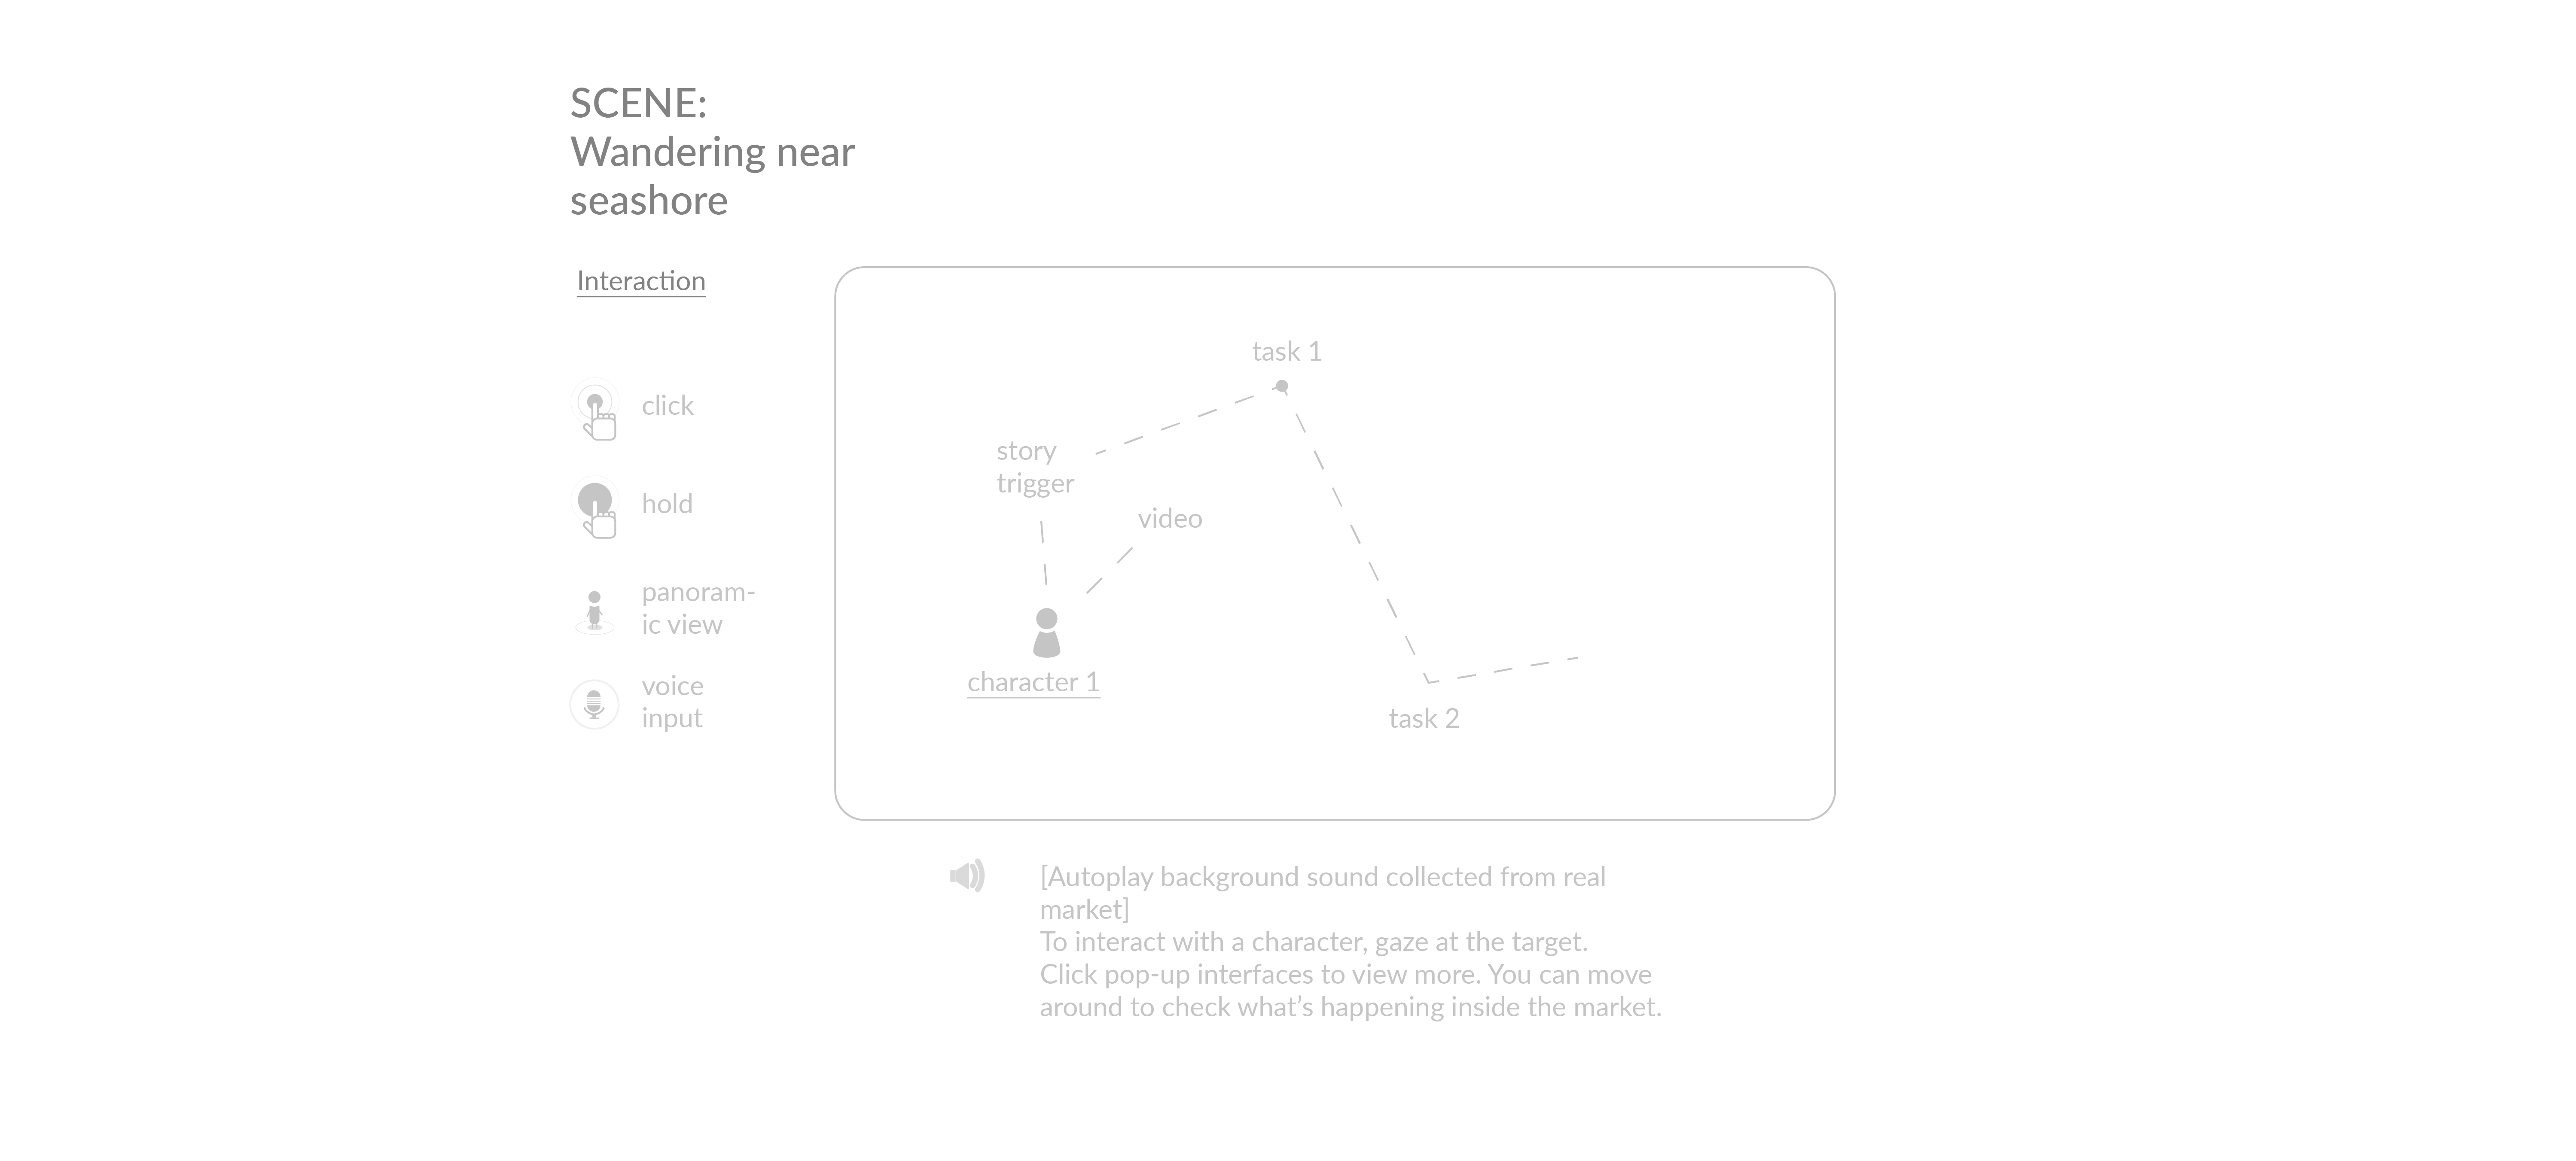 SCENE:
Wandering near
seashore
Interaction
click
hold
panoram-
ic view
voice
input
task 1
story
trigger
video
character 1
task 2
[Autoplay background sound collected from real
market]
To interact with a character, gaze at the target.
Click pop-up interfaces to view more. You can move
around to check what’s happening inside the market.